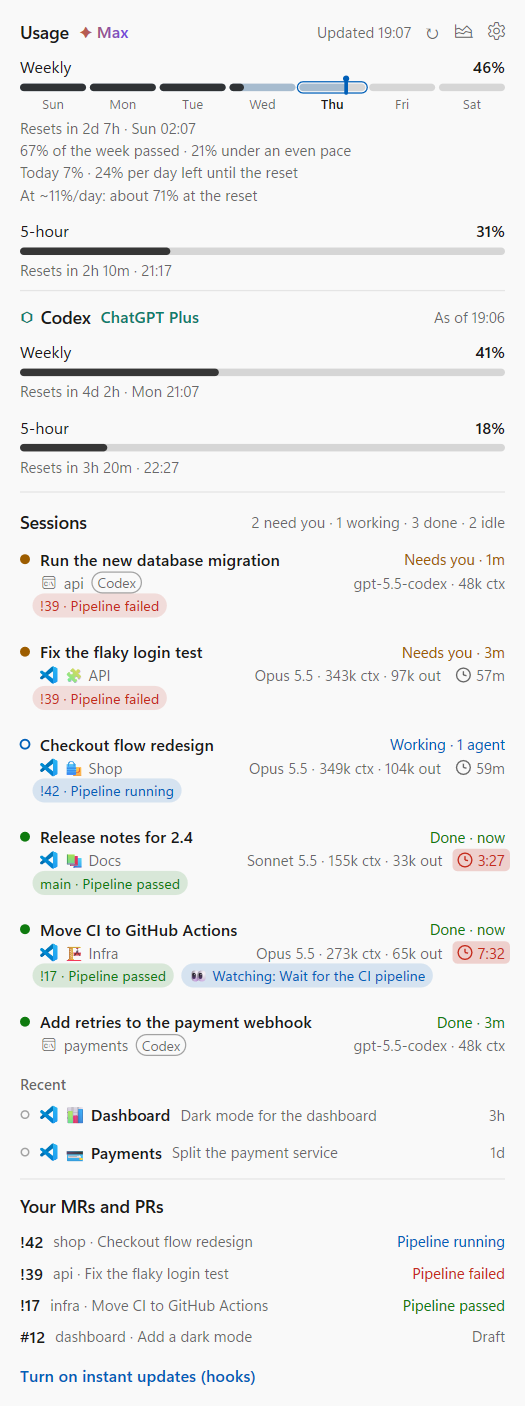 Usage Max Updated 19:07
Weekly 46%
Sun Mon Tue Wed Thu Fri Sat
Resets in 2d 7h · Sun 02:07
67% of the week passed · 21% under an even pace
Today 7% · 24% per day left until the reset
At ~11%/day: about 71% at the reset
5-hour 31%
Resets in 2h 10m · 21:17
Codex ChatGPT Plus As of 19:06
Weekly 41%
Resets in 4d 2h · Mon 21:07
5-hour 18%
Resets in 3h 20m · 22:27
Sessions 2 need you · 1 working · 3 done · 2 idle
Run the new database migration Needs you · 1m
api Codex gpt-5.5-codex · 48k ctx
!39 · Pipeline failed
Fix the flaky login test Needs you · 3m
API Opus 5.5 · 343k ctx · 97k out 57m
!39 · Pipeline failed
Checkout flow redesign Working · 1 agent
Shop Opus 5.5 · 349k ctx · 104k out 59m
!42 · Pipeline running
Release notes for 2.4 Done · now
Docs Sonnet 5.5 · 155k ctx · 33k out 3:27
main · Pipeline passed
Move CI to GitHub Actions Done · now
Infra Opus 5.5 · 273k ctx · 65k out 7:32
!17 · Pipeline passed Watching: Wait for the CI pipeline
Add retries to the payment webhook Done · 3m
payments Codex gpt-5.5-codex · 48k ctx
Recent
Dashboard Dark mode for the dashboard 3h
Payments Split the payment service 1d
Your MRs and PRs
!42 shop · Checkout flow redesign Pipeline running
!39 api · Fix the flaky login test Pipeline failed
!17 infra · Move CI to GitHub Actions Pipeline passed
#12 dashboard · Add a dark mode Draft
Turn on instant updates (hooks)